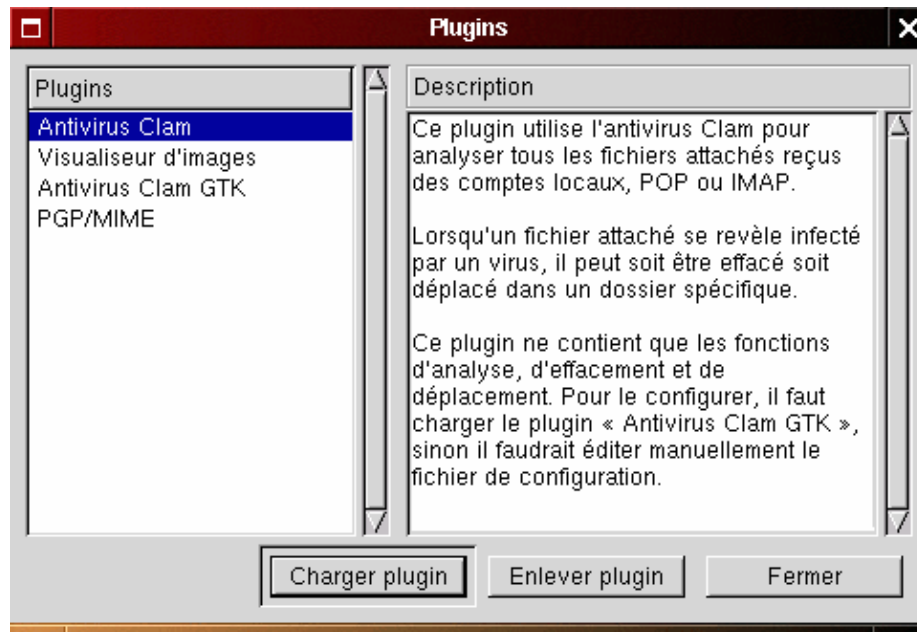 Plugins
Plugins
Antivirus Clam
Visualiseur d'images
Antivirus Clam GTK
PGP/MIME
Description
Ce plugin utilise l'antivirus Clam pour
analyser tous les fichiers attachés reçus
des comptes locaux, POP ou IMAP.
Lorsqu'un fichier attaché se revèle infecté
par un virus, il peut soit être effacé soit
déplacé dans un dossier spécifique.
Ce plugin ne contient que les fonctions
d'analyse, d'effacement et de
déplacement. Pour le configurer, il faut
charger le plugin « Antivirus Clam GTK »,
sinon il faudrait éditer manuellement le
fichier de configuration.
Charger plugin
Enlever plugin
Fermer